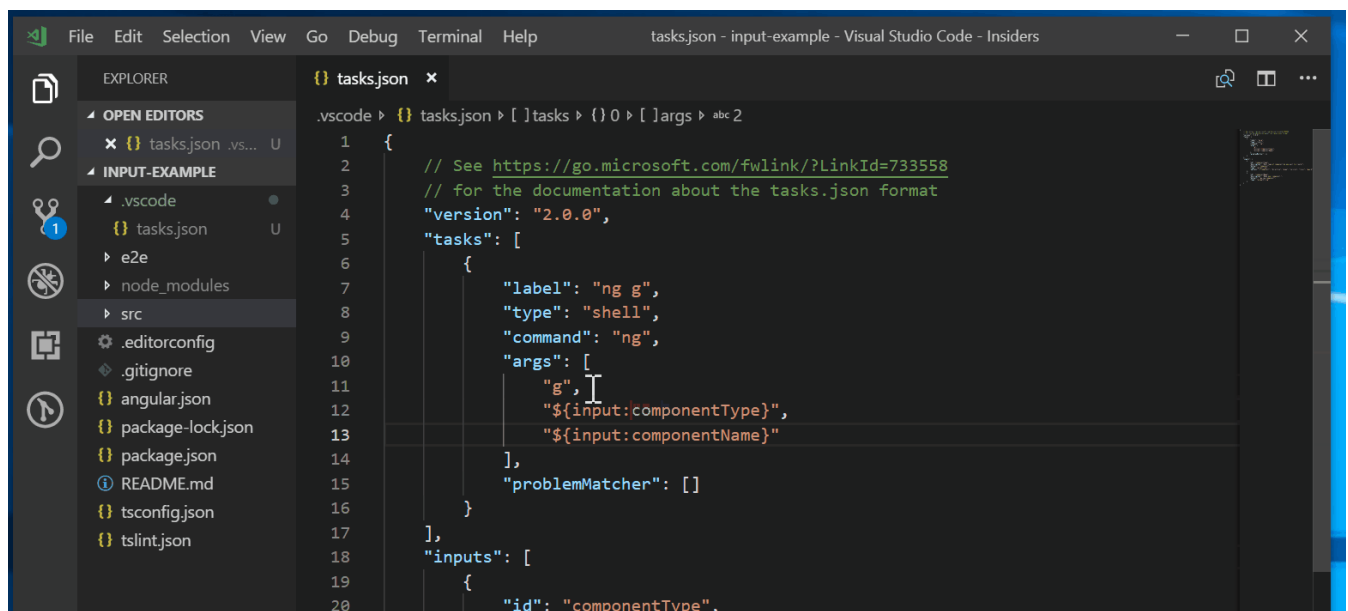 File Edit Selection View Go Debug Terminal Help
tasks.json - input-example - Visual Studio Code - Insiders
EXPLORER
OPEN EDITORS
{} tasks.json .vs... U
INPUT-EXAMPLE
.vscode
{} tasks.json U
e2e
node_modules
src
.editorconfig
.gitignore
{} angular.json
{} package-lock.json
{} package.json
README.md
{} tsconfig.json
{} tslint.json
1
{} tasks.json
.vscode {} tasks.json [ ] tasks {} 0 [ ] args abc 2
1 {
2 // See https://go.microsoft.com/fwlink/?LinkId=733558
3 // for the documentation about the tasks.json format
4 "version": "2.0.0",
5 "tasks": [
6 {
7 "label": "ng g",
8 "type": "shell",
9 "command": "ng",
10 "args": [
11 "g",
12 "${input:componentType}",
13 "${input:componentName}"
14 ],
15 "problemMatcher": []
16 }
17 ],
18 "inputs": [
19 {
20 "id": "componentType",